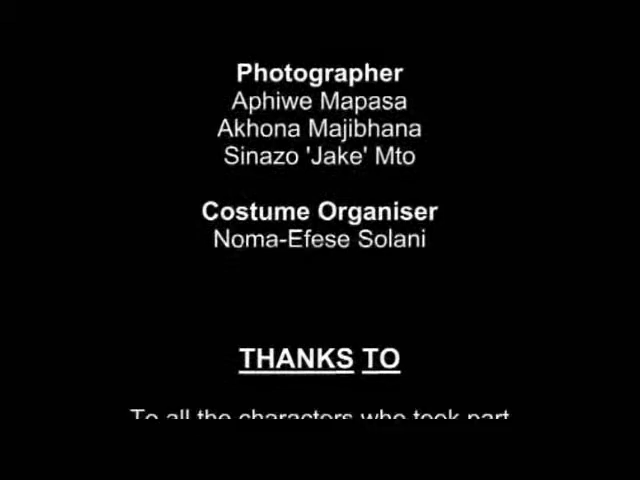 Photographer
Aphiwe Mapasa
Akhona Majibhana
Sinazo 'Jake' Mto
Costume Organiser
Noma-Efese Solani
THANKS TO
To all the characters who took part